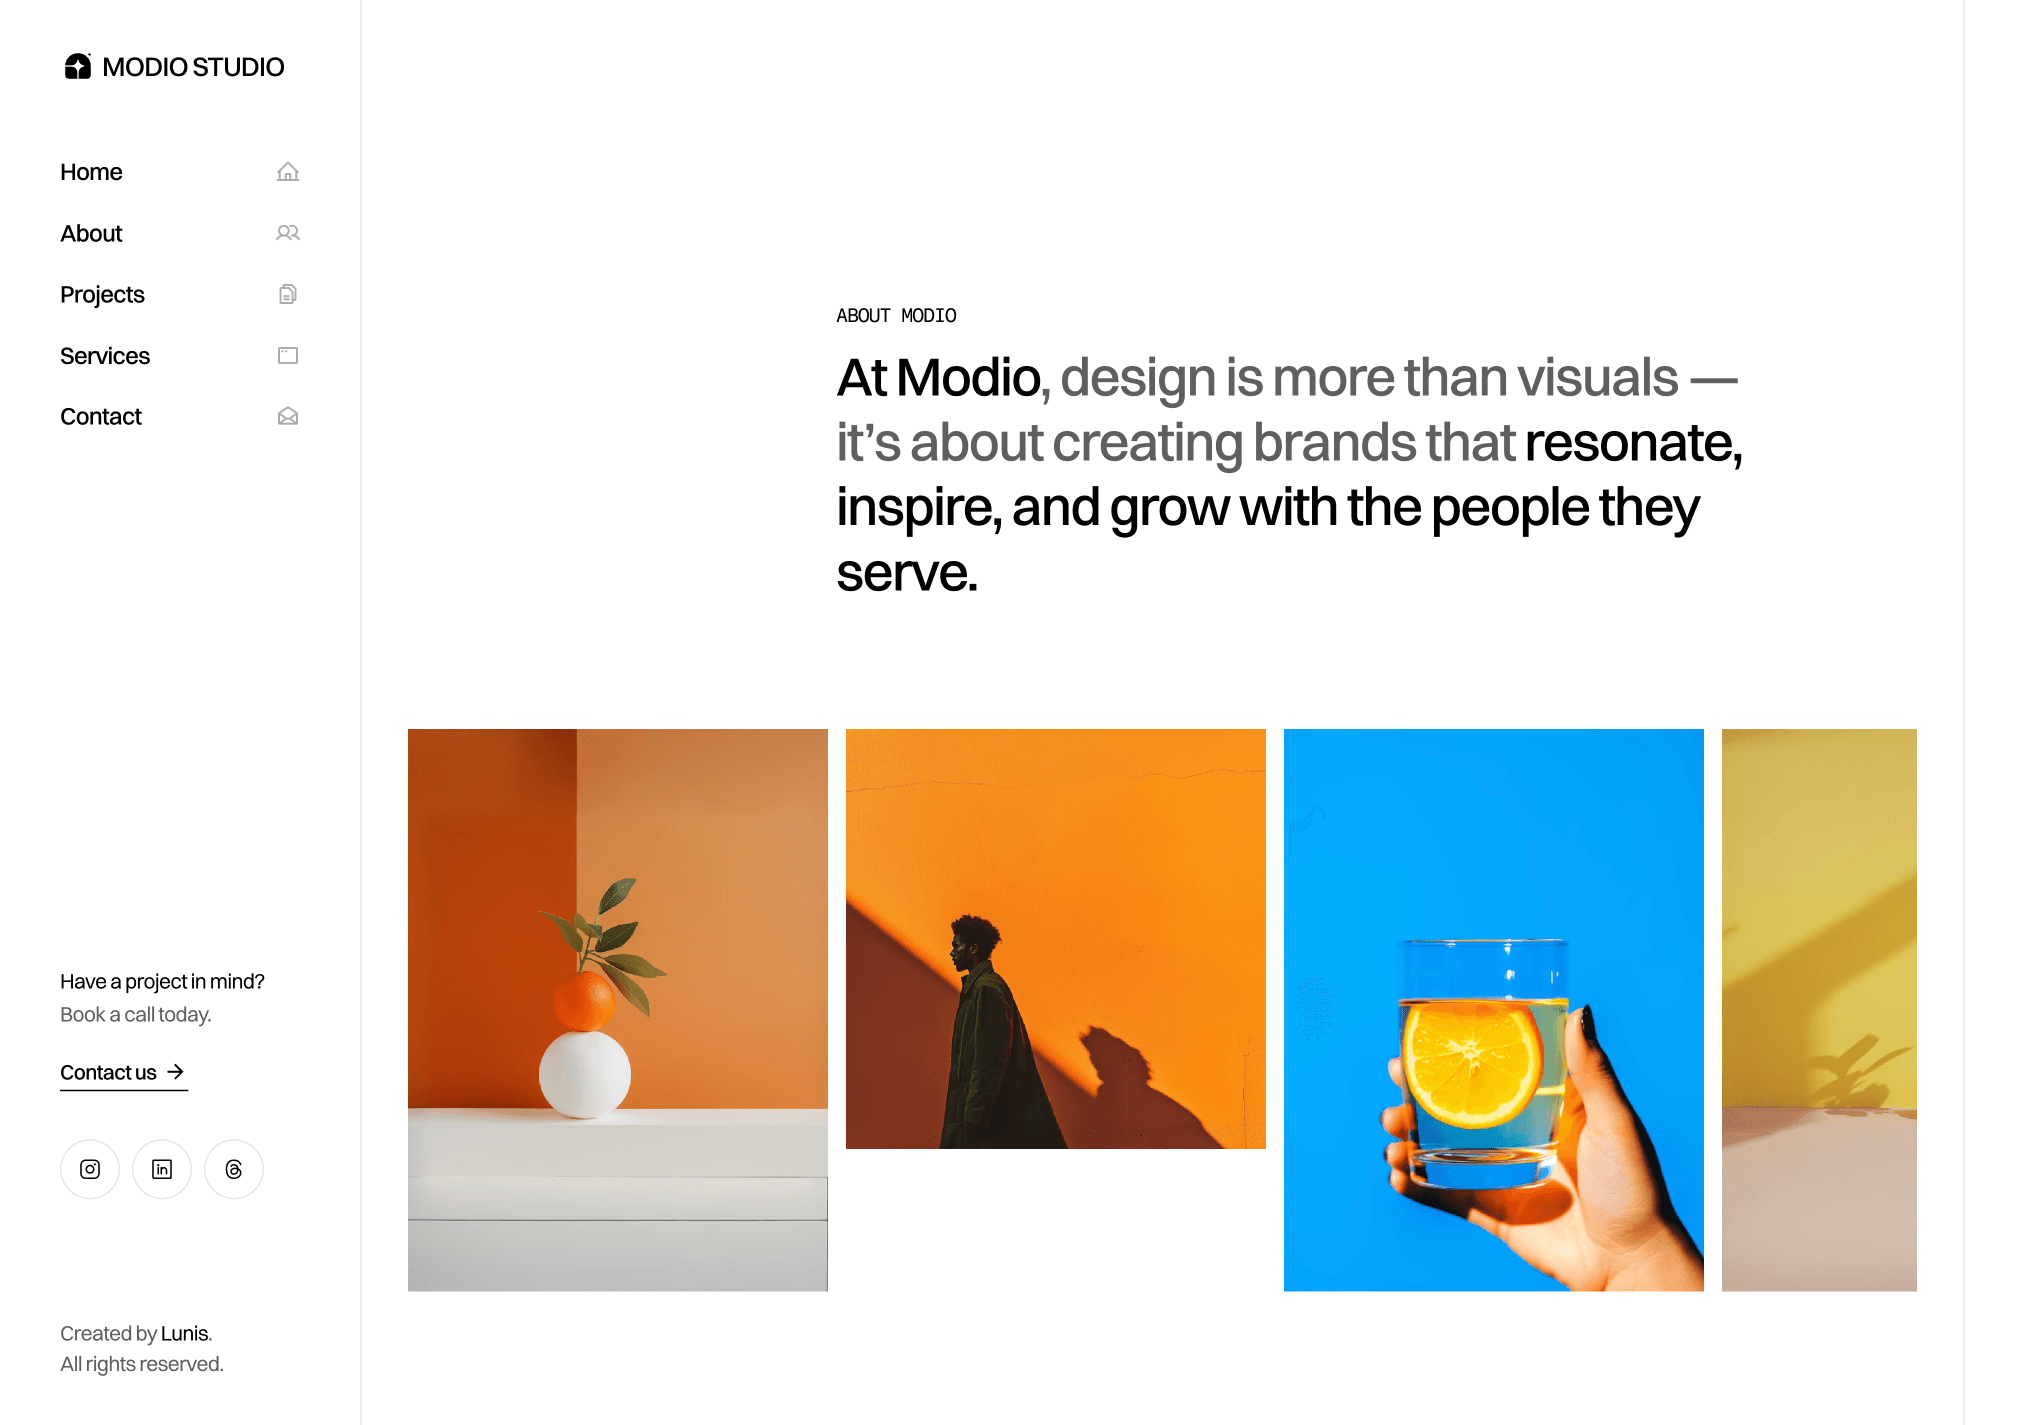 MODIO STUDIO
Home
About
Projects
Services
Contact
Have a project in mind?
Book a call today.
Contact us
Created by Lunis.
All rights reserved.
ABOUT MODIO
At Modio, design is more than visuals —
it’s about creating brands that resonate,
inspire, and grow with the people they
serve.